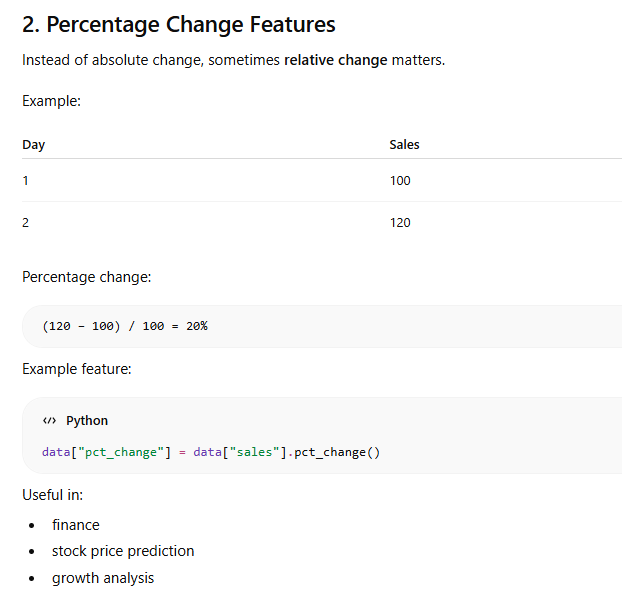 2. Percentage Change Features
Instead of absolute change, sometimes relative change matters.
Example:
Day Sales
1 100
2 120
Percentage change:
(120 − 100) / 100 = 20%
Example feature:
</> Python
data["pct_change"] = data["sales"].pct_change()
Useful in:
• finance
• stock price prediction
• growth analysis